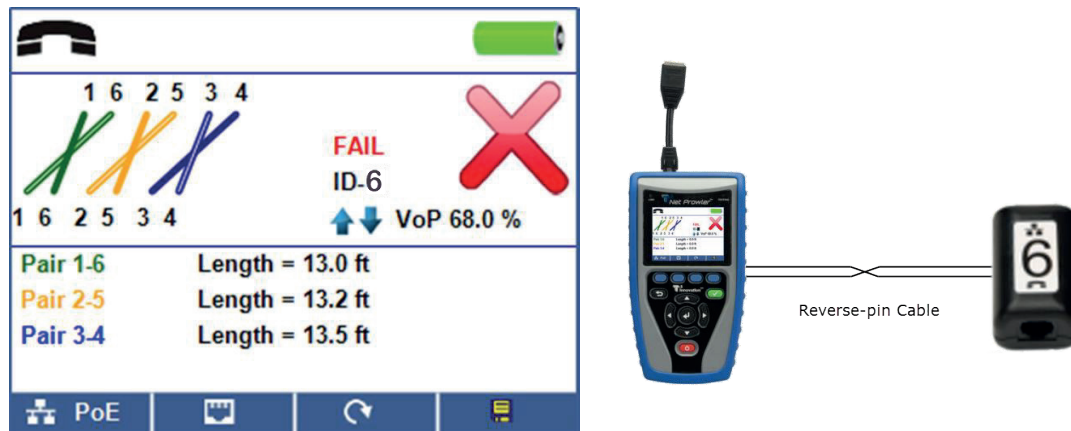 1 6 2 5 3 4
FAIL
ID-6
VoP 68.0 %
1 6 2 5 3 4
Pair 1-6 Length = 13.0 ft
Pair 2-5 Length = 13.2 ft
Pair 3-4 Length = 13.5 ft
PoE
Net Prowler
Innovation
6
Reverse-pin Cable